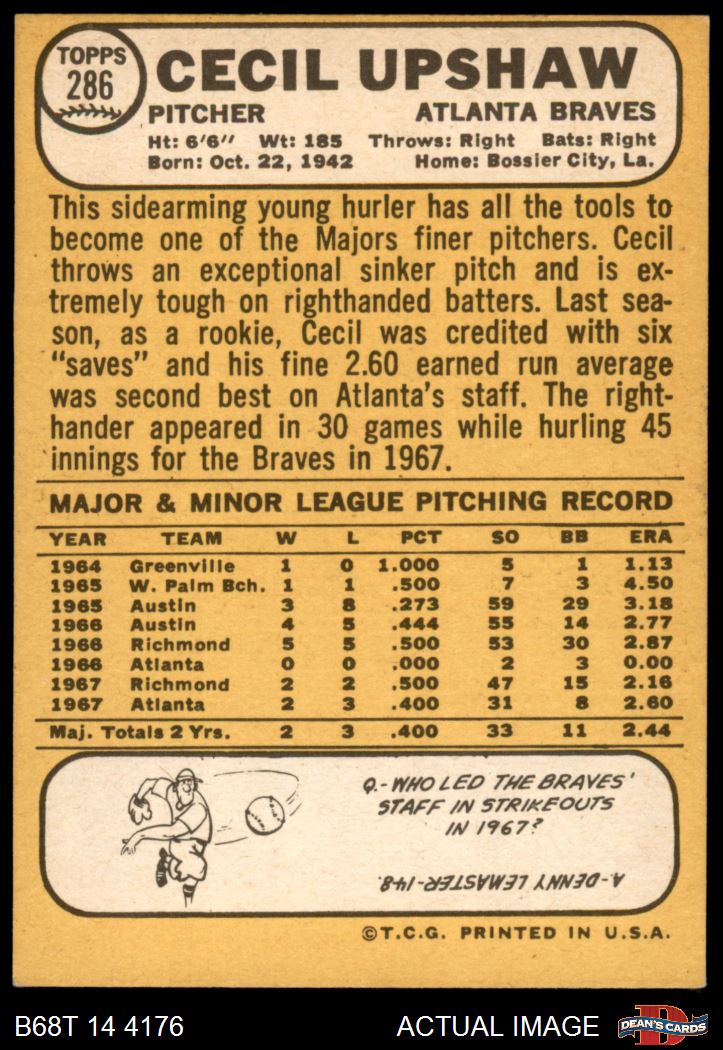 TOPPS
286
CECIL UPSHAW
PITCHER ATLANTA BRAVES
Ht: 6'6" Wt: 185 Throws: Right Bats: Right
Born: Oct. 22, 1942 Home: Bossier City, La.
This sidearming young hurler has all the tools to
become one of the Majors finer pitchers. Cecil
throws an exceptional sinker pitch and is ex-
tremely tough on righthanded batters. Last sea-
son, as a rookie, Cecil was credited with six
"saves" and his fine 2.60 earned run average
was second best on Atlanta's staff. The right-
hander appeared in 30 games while hurling 45
innings for the Braves in 1967.
MAJOR & MINOR LEAGUE PITCHING RECORD
YEAR TEAM W L PCT SO BB ERA
1964 Greenville 1 0 1.000 5 1 1.13
1965 W. Palm Bch. 1 1 .500 7 3 4.50
1965 Austin 3 8 .273 59 29 3.18
1966 Austin 4 5 .444 55 14 2.77
1966 Richmond 5 5 .500 53 30 2.87
1966 Atlanta 0 0 .000 2 3 0.00
1967 Richmond 2 2 .500 47 15 2.16
1967 Atlanta 2 3 .400 31 8 2.60
Maj. Totals 2 Yrs. 2 3 .400 33 11 2.44
Q.-WHO LED THE BRAVES'
STAFF IN STRIKEOUTS
IN 1967?
A-DENNY LEMASTER-148.
©T.C.G. PRINTED IN U.S.A.
B68T 14 4176 ACTUAL IMAGE DEAN'S CARDS